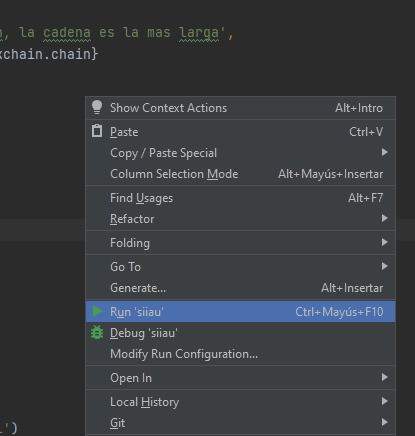 , la cadena es la mas larga',
xchain.chain}
Show Context Actions Alt+Intro
Paste Ctrl+V
Copy / Paste Special
Column Selection Mode Alt+Mayús+Insertar
Find Usages Alt+F7
Refactor
Folding
Go To
Generate... Alt+Insertar
Run 'siiau' Ctrl+Mayús+F10
Debug 'siiau'
Modify Run Configuration...
Open In
Local History
Git
')